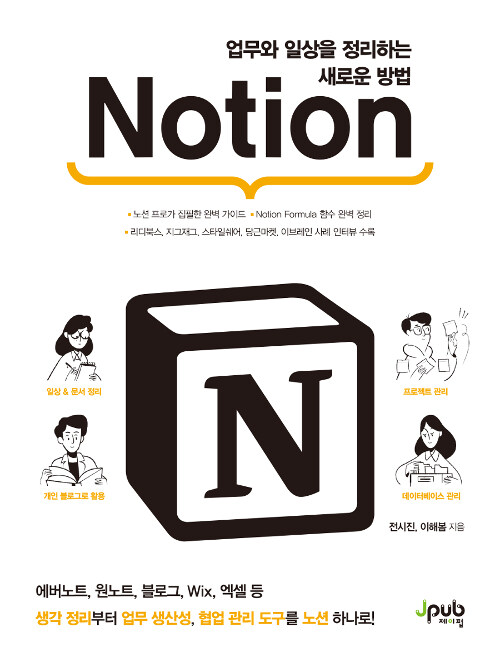 업무와 일상을 정리하는
새로운 방법
Notion
▪ 노션 프로가 집필한 완벽 가이드 ▪ Notion Formula 함수 완벽 정리
▪ 리디북스, 지그재그, 스타일쉐어, 당근마켓, 이브레인 사례 인터뷰 수록
N
일상 & 문서 정리
프로젝트 관리
개인 블로그로 활용
데이터베이스 관리
전시진, 이해봄 지음
에버노트, 원노트, 블로그, Wix, 엑셀 등
생각 정리부터 업무 생산성, 협업 관리 도구를 노션 하나로!
Jpub
제이펍